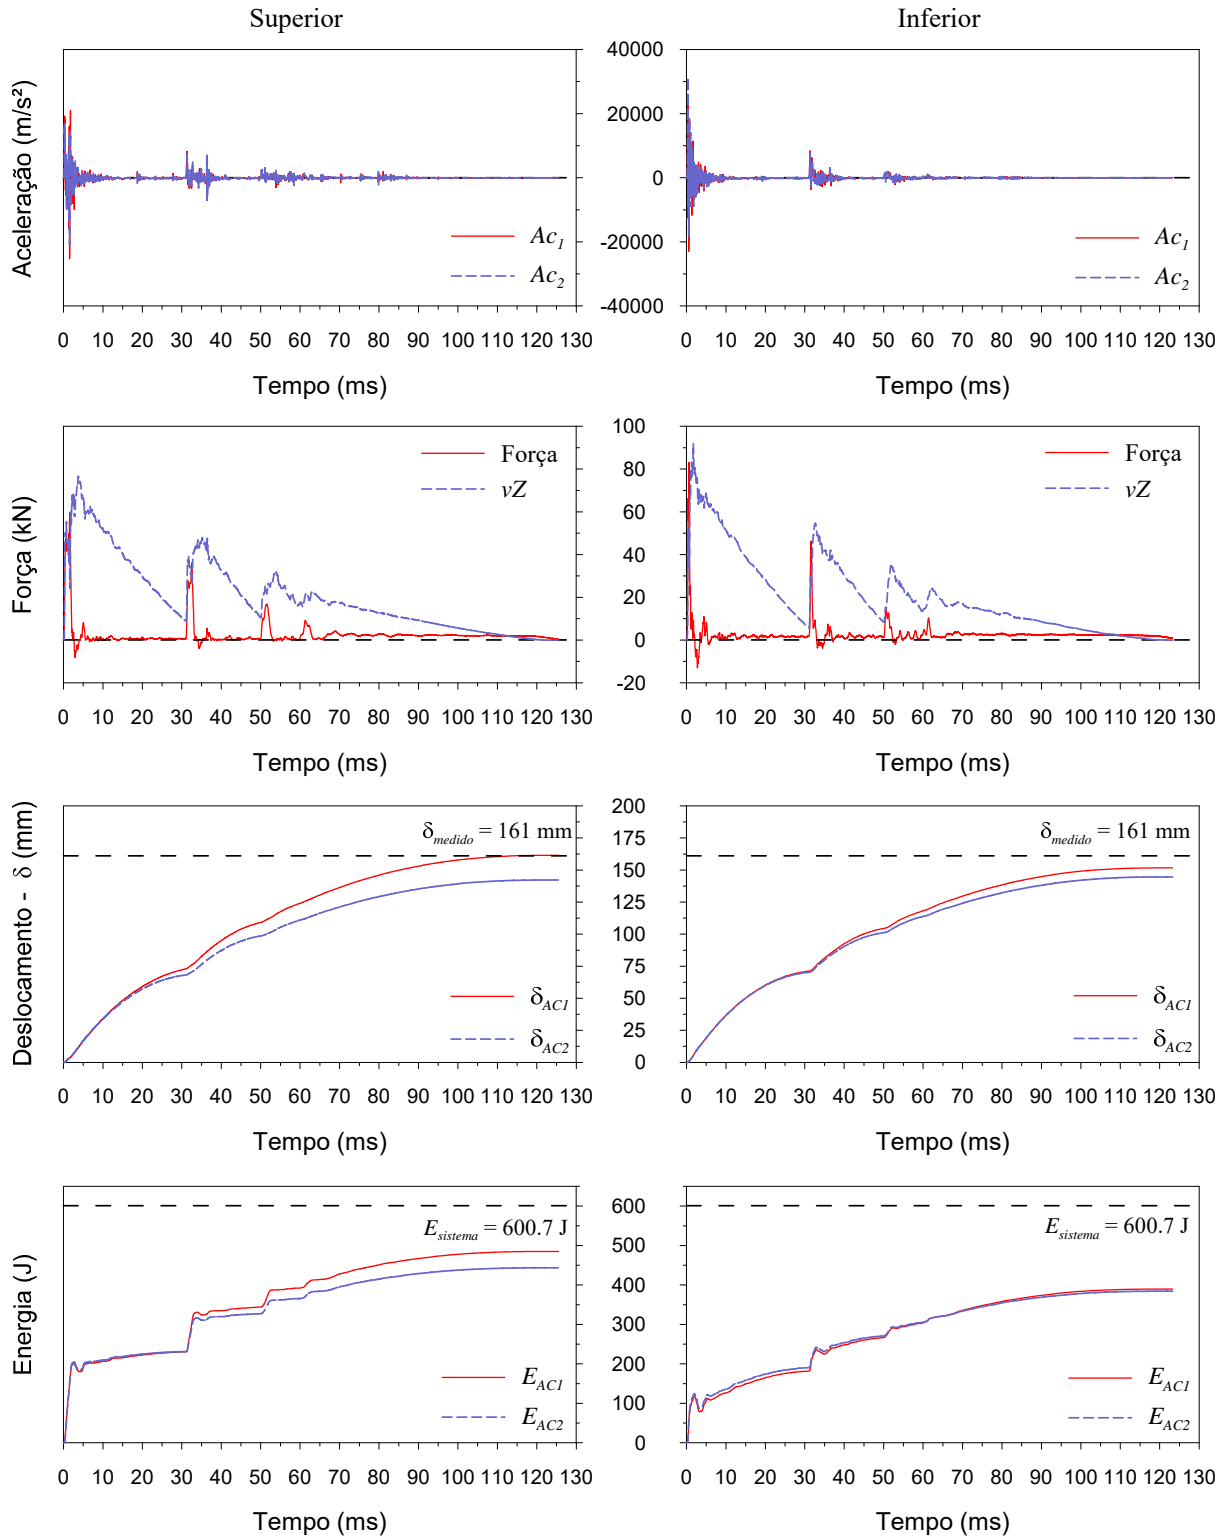 Superior Inferior
Aceleração (m/s²)
40000
20000
0
-20000
-40000
Ac1
Ac2
Ac1
Ac2
0 10 20 30 40 50 60 70 80 90 100 110 120 130
0 10 20 30 40 50 60 70 80 90 100 110 120 130
Tempo (ms) Tempo (ms)
Força (kN)
100
80
60
40
20
0
-20
Força
vZ
Força
vZ
0 10 20 30 40 50 60 70 80 90 100 110 120 130
0 10 20 30 40 50 60 70 80 90 100 110 120 130
Tempo (ms) Tempo (ms)
Deslocamento - δ (mm)
200
175
150
125
100
75
50
25
0
δmedido = 161 mm
δAC1
δAC2
δmedido = 161 mm
δAC1
δAC2
0 10 20 30 40 50 60 70 80 90 100 110 120 130
0 10 20 30 40 50 60 70 80 90 100 110 120 130
Tempo (ms) Tempo (ms)
Energia (J)
600
500
400
300
200
100
0
Esistema = 600.7 J
EAC1
EAC2
Esistema = 600.7 J
EAC1
EAC2
0 10 20 30 40 50 60 70 80 90 100 110 120 130
0 10 20 30 40 50 60 70 80 90 100 110 120 130
Tempo (ms) Tempo (ms)